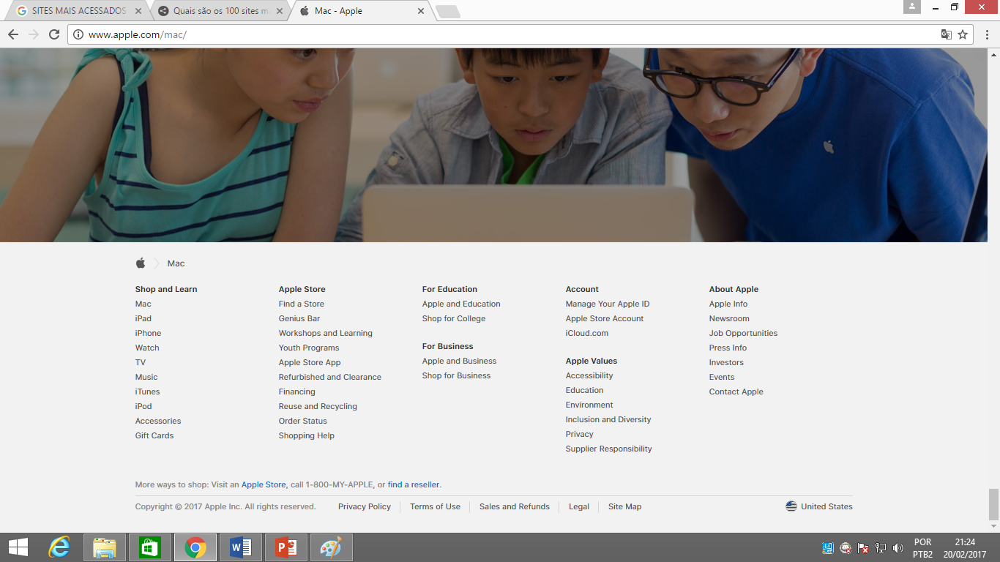 SITES MAIS ACESSADOS
Quais são os 100 sites m
Mac - Apple
www.apple.com/mac/
Mac
Shop and Learn
Mac
iPad
iPhone
Watch
TV
Music
iTunes
iPod
Accessories
Gift Cards
Apple Store
Find a Store
Genius Bar
Workshops and Learning
Youth Programs
Apple Store App
Refurbished and Clearance
Financing
Reuse and Recycling
Order Status
Shopping Help
For Education
Apple and Education
Shop for College
For Business
Apple and Business
Shop for Business
Account
Manage Your Apple ID
Apple Store Account
iCloud.com
Apple Values
Accessibility
Education
Environment
Inclusion and Diversity
Privacy
Supplier Responsibility
About Apple
Apple Info
Newsroom
Job Opportunities
Press Info
Investors
Events
Contact Apple
More ways to shop: Visit an Apple Store, call 1-800-MY-APPLE, or find a reseller.
Copyright © 2017 Apple Inc. All rights reserved. Privacy Policy Terms of Use Sales and Refunds Legal Site Map United States
POR 21:24
PTB2 20/02/2017